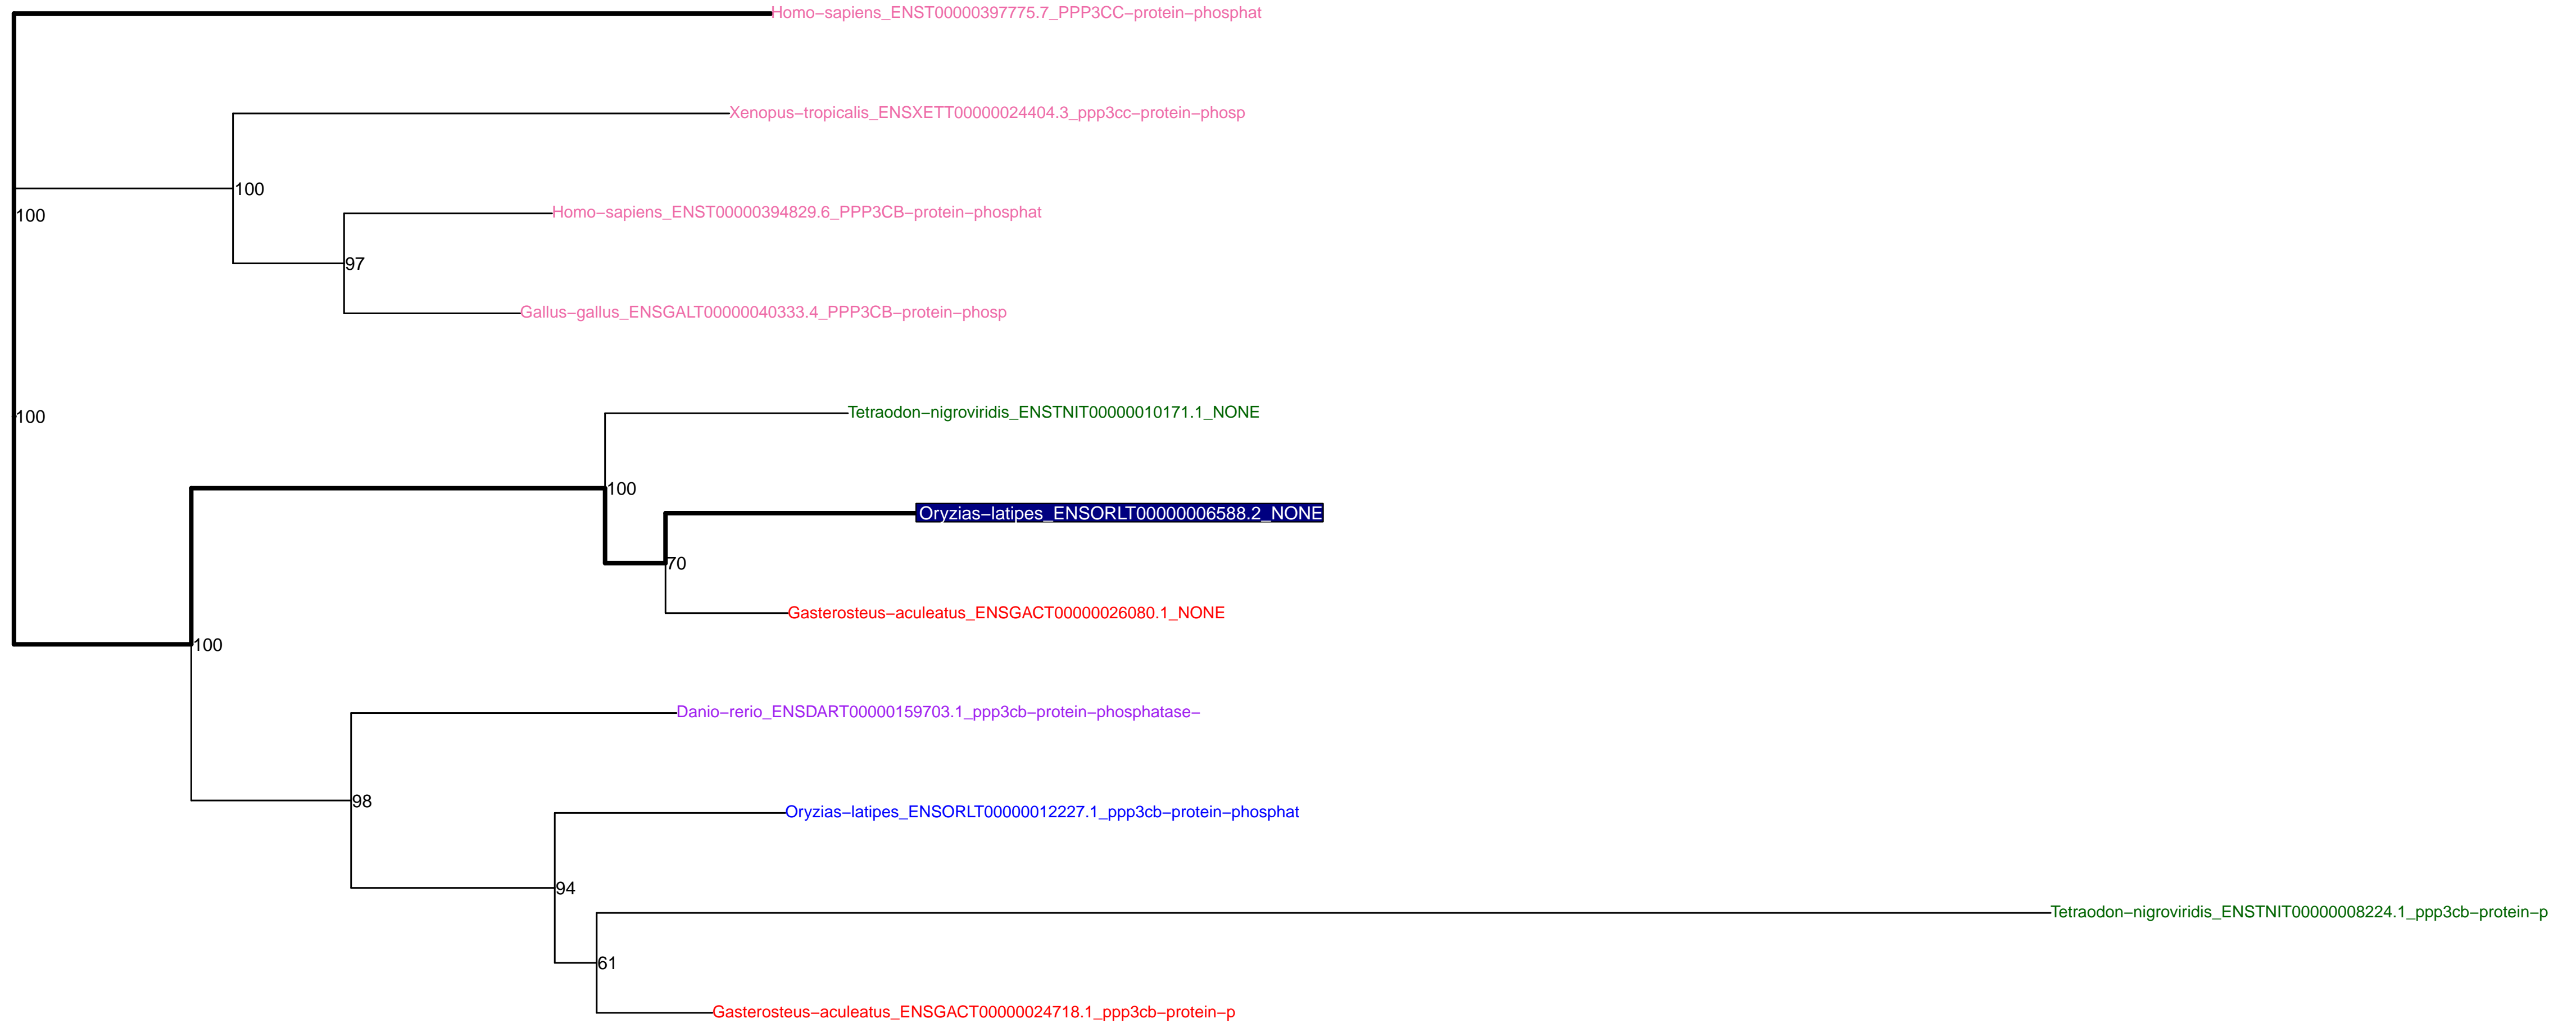 Homo−sapiens_ENST00000397775.7_PPP3CC−protein−phosphat
Xenopus−tropicalis_ENSXETT00000024404.3_ppp3cc−protein−phosp
100
Homo−sapiens_ENST00000394829.6_PPP3CB−protein−phosphat
100
97
Gallus−gallus_ENSGALT00000040333.4_PPP3CB−protein−phosp
Tetraodon−nigroviridis_ENSTNIT00000010171.1_NONE
100
100
Oryzias−latipes_ENSORLT00000006588.2_NONE
70
Gasterosteus−aculeatus_ENSGACT00000026080.1_NONE
100
Danio−rerio_ENSDART00000159703.1_ppp3cb−protein−phosphatase−
98
Oryzias−latipes_ENSORLT00000012227.1_ppp3cb−protein−phosphat
94
Tetraodon−nigroviridis_ENSTNIT00000008224.1_ppp3cb−protein−p
61
Gasterosteus−aculeatus_ENSGACT00000024718.1_ppp3cb−protein−p